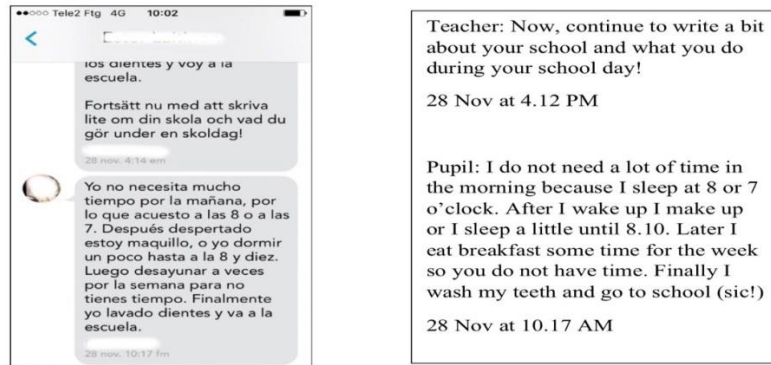 Tele2 Ftg 4G 10:02
los dientes y voy a la
escuela.
Fortsätt nu med att skriva
lite om din skola och vad du
gör under en skoldag!
28 nov. 4:14 em
Yo no necesita mucho
tiempo por la mañana, por
lo que acuesto a las 8 o a las
7. Después despertado
estoy maquillo, o yo dormir
un poco hasta a la 8 y diez.
Luego desayunar a veces
por la semana para no
tienes tiempo. Finalmente
yo lavado dientes y va a la
escuela.
28 nov. 10:17 fm
Teacher: Now, continue to write a bit
about your school and what you do
during your school day!
28 Nov at 4.12 PM
Pupil: I do not need a lot of time in
the morning because I sleep at 8 or 7
o’clock. After I wake up I make up
or I sleep a little until 8.10. Later I
eat breakfast some time for the week
so you do not have time. Finally I
wash my teeth and go to school (sic!)
28 Nov at 10.17 AM